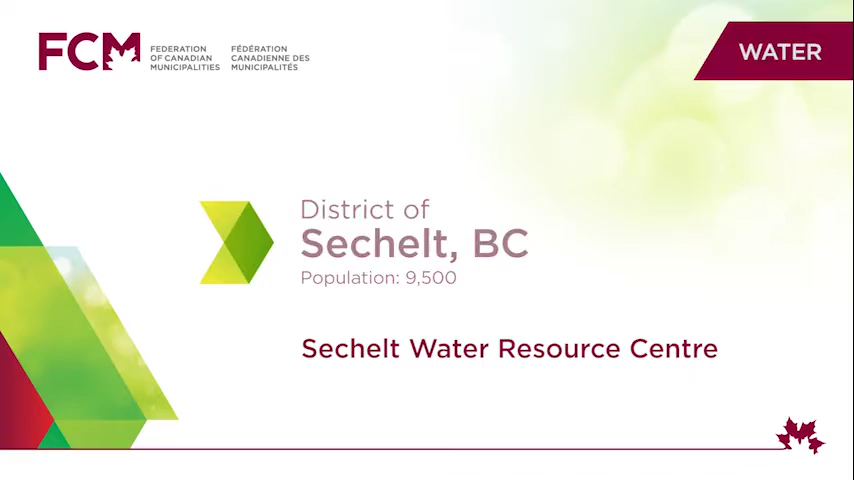 FCM
FEDERATION
OF CANADIAN
MUNICIPALITIES
FÉDÉRATION
CANADIENNE DES
MUNICIPALITÉS
WATER
District of
Sechelt, BC
Population: 9,500
Sechelt Water Resource Centre